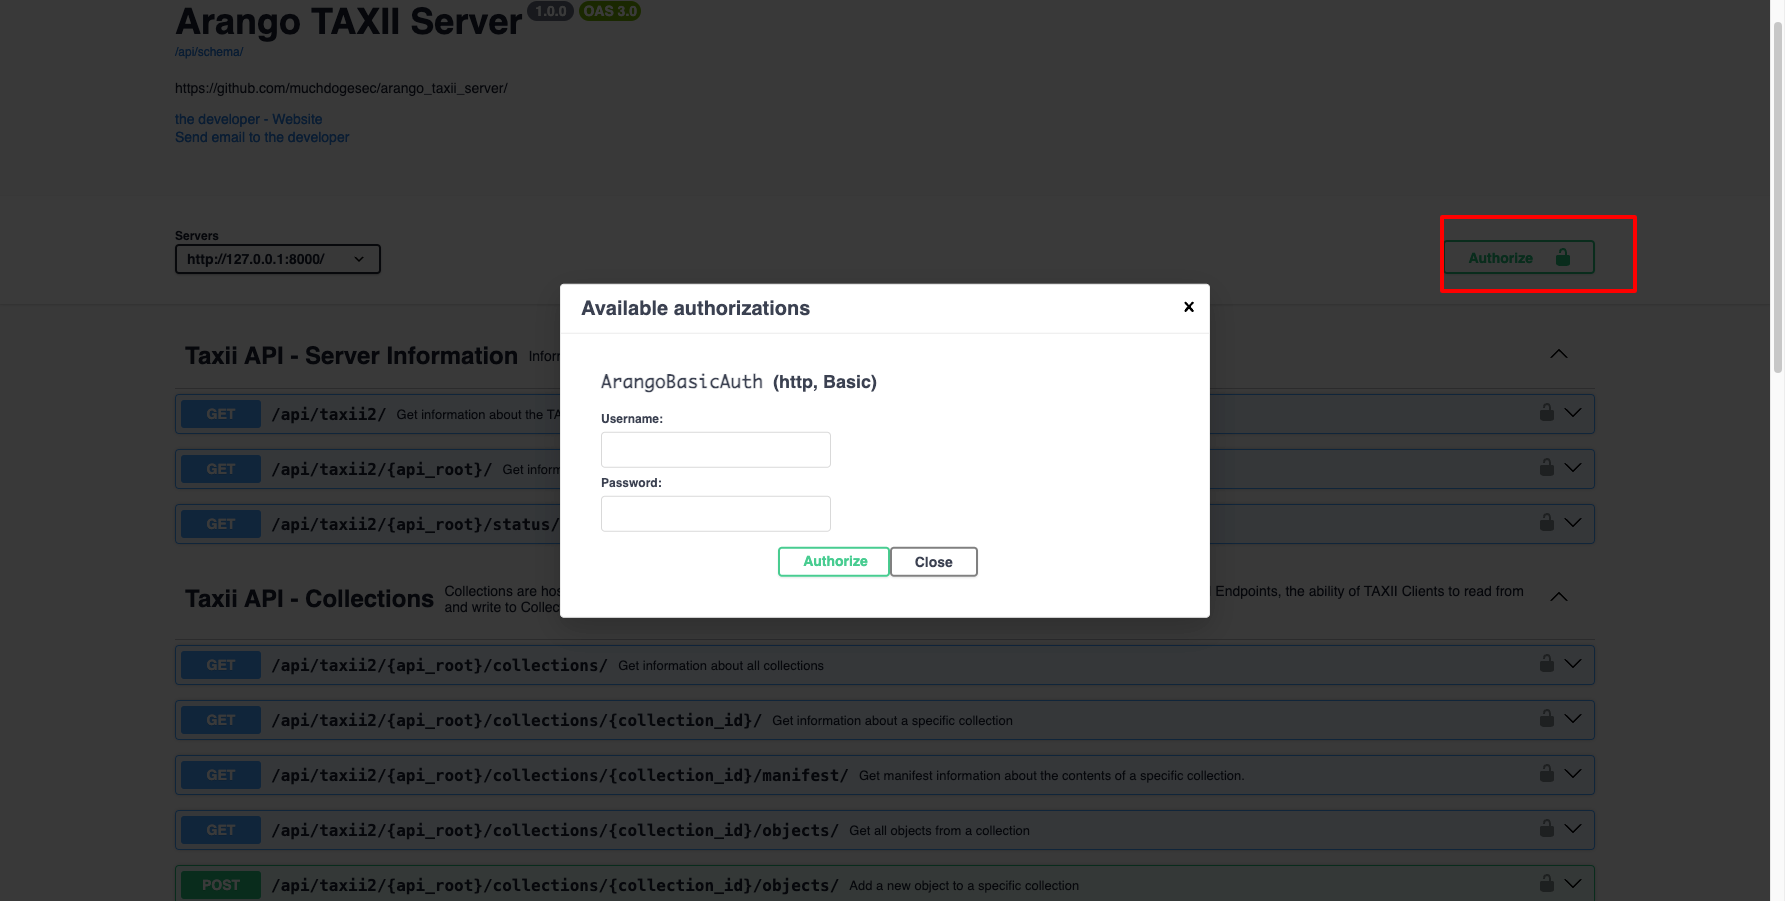 Arango TAXII Server 1.0.0 OAS 3.0
/api/schema/
https://github.com/muchdogesec/arango_taxii_server/
the developer - Website
Send email to the developer
Servers
http://127.0.0.1:8000/
Authorize
Available authorizations
ArangoBasicAuth (http, Basic)
Username:
Password:
Authorize Close
Taxii API - Server Information
GET /api/taxii2/ Get information about the
GET /api/taxii2/{api_root}/ Get
GET /api/taxii2/{api_root}/status/
Taxii API - Collections Collections are Endpoints, the ability of TAXII Clients to read from
and write to
GET /api/taxii2/{api_root}/collections/ Get information about all collections
GET /api/taxii2/{api_root}/collections/{collection_id}/ Get information about a specific collection
GET /api/taxii2/{api_root}/collections/{collection_id}/manifest/ Get manifest information about the contents of a specific collection.
GET /api/taxii2/{api_root}/collections/{collection_id}/objects/ Get all objects from a collection
POST /api/taxii2/{api_root}/collections/{collection_id}/objects/ Add a new object to a specific collection